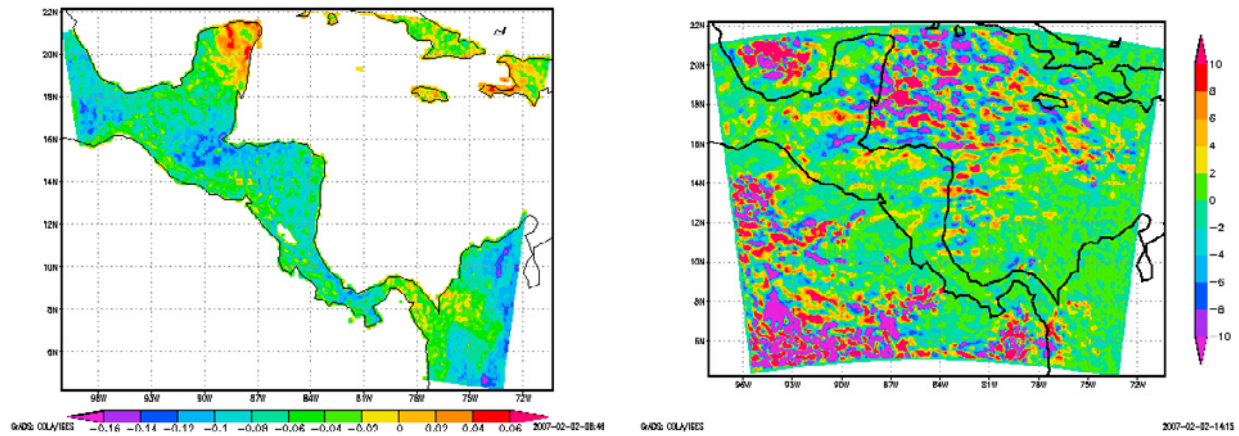 22N
20N
18N
16N
14N
12N
10N
8N
6N
96W 93W 90W 87W 84W 81W 78W 75W 72W
GrADS: COLA/IGES
-0.16 -0.14 -0.12 -0.1 -0.08 -0.06 -0.04 -0.02 0 0.02 0.04 0.06
2007-02-02-08:46
22N
20N
18N
16N
14N
12N
10N
8N
6N
96W 93W 90W 87W 84W 81W 78W 75W 72W
10
8
6
4
2
0
-2
-4
-6
-8
-10
GrADS: COLA/IGES
2007-02-02-14:15